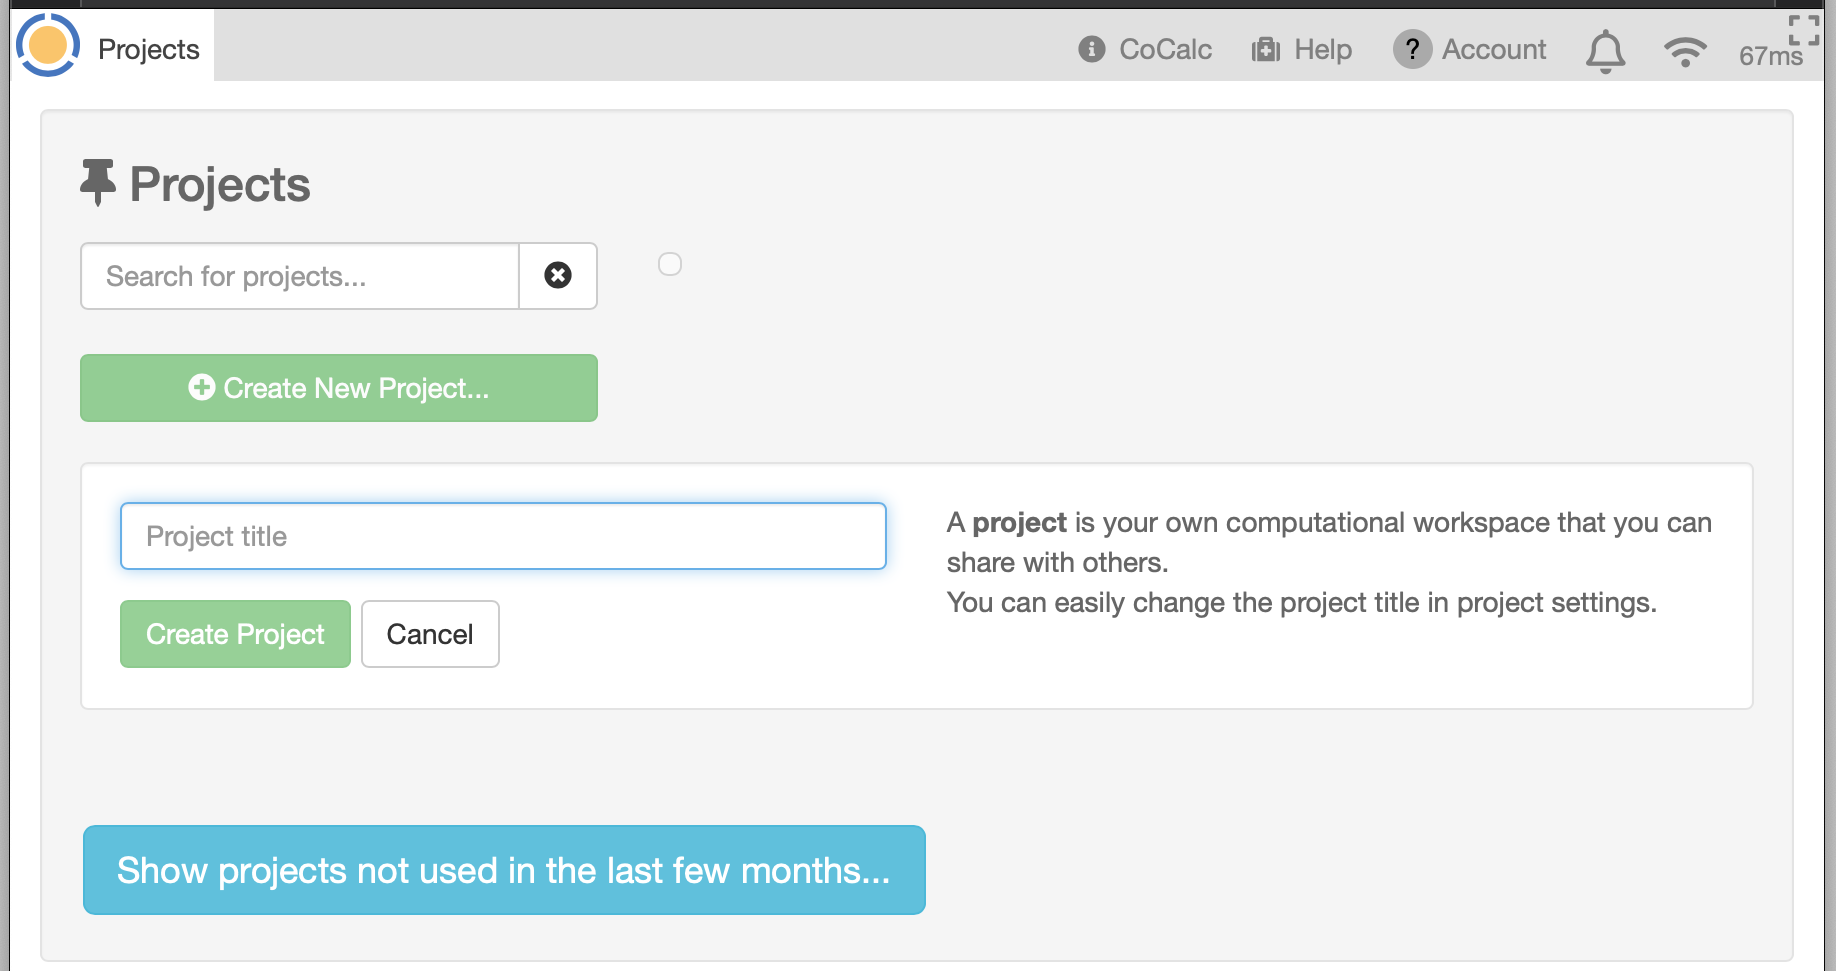 Projects
CoCalc
Help
? Account
67ms
Projects
Search for projects...
Create New Project...
Project title
A project is your own computational workspace that you can
share with others.
You can easily change the project title in project settings.
Create Project
Cancel
Show projects not used in the last few months...